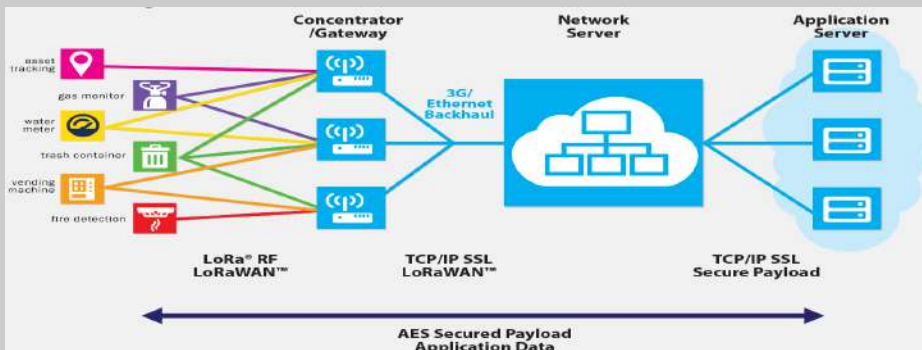 Concentrator
/Gateway
Network
Server
Application
Server
asset
tracking
gas monitor
water
meter
trash container
vending
machine
fire detection
3G/
Ethernet
Backhaul
LoRa® RF
LoRaWAN™
TCP/IP SSL
LoRaWAN™
TCP/IP SSL
Secure Payload
AES Secured Payload
Application Data